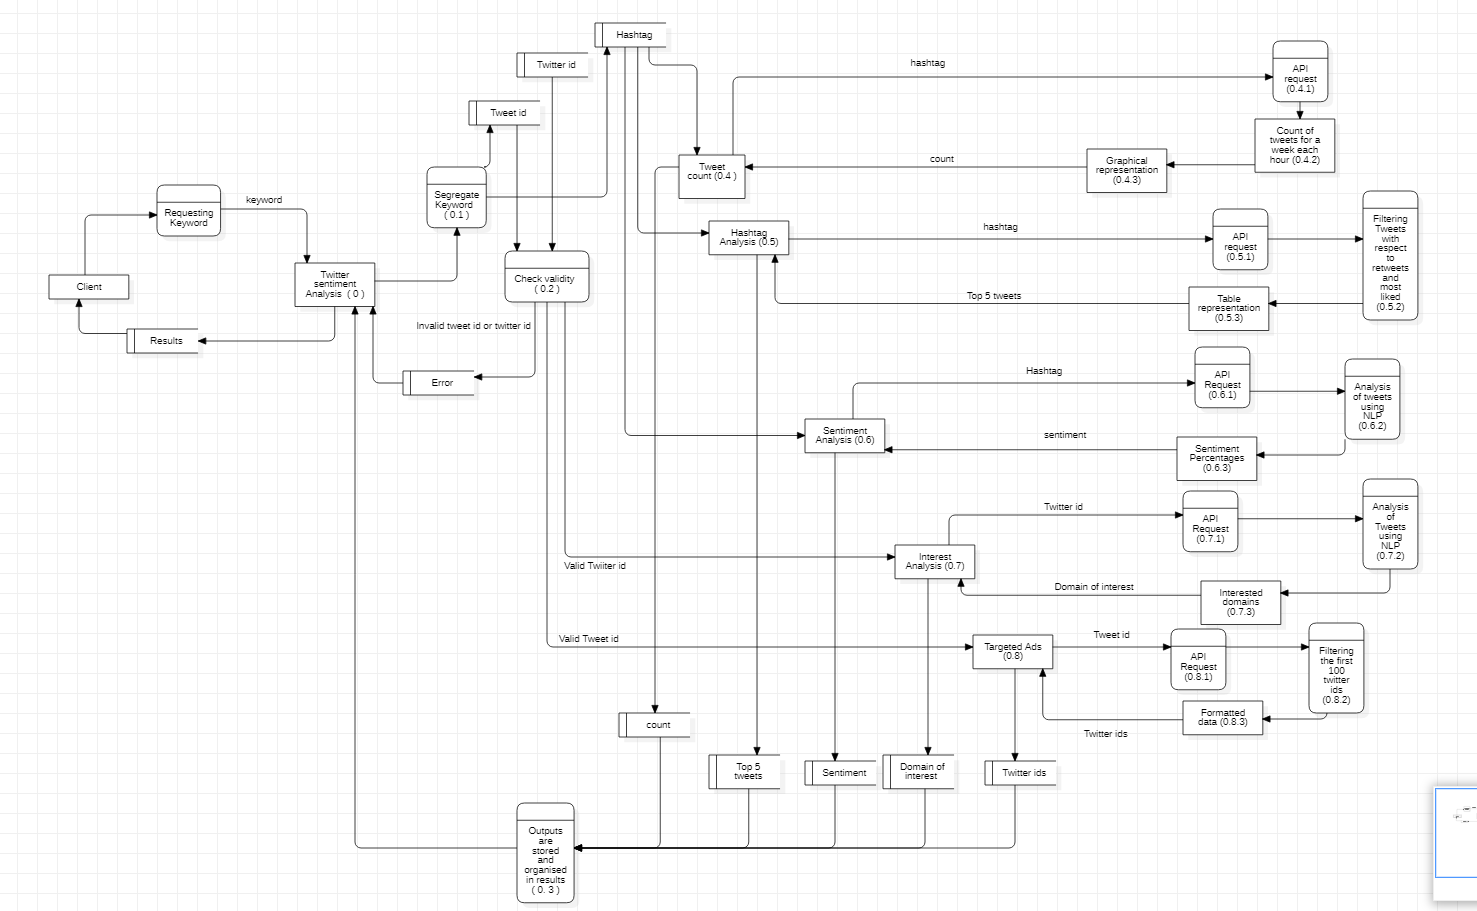 Hashtag
Twitter id
Tweet id
hashtag
API
request
(0.4.1)
Count of
tweets for a
week each
hour (0.4.2)
Graphical
representation
(0.4.3)
count
Tweet
count (0.4 )
Segregate
Keyword
( 0.1 )
Requesting
Keyword
keyword
Client
Twitter
sentiment
Analysis ( 0 )
Results
Check validity
( 0.2 )
Invalid tweet id or twitter id
Error
Hashtag
Analysis (0.5)
hashtag
API
request
(0.5.1)
Filtering
Tweets
with
respect
to
retweets
and
most
liked
(0.5.2)
Top 5 tweets
Table
representation
(0.5.3)
Hashtag
API
Request
(0.6.1)
Analysis
of tweets
using
NLP
(0.6.2)
Sentiment
Analysis (0.6)
sentiment
Sentiment
Percentages
(0.6.3)
Twitter id
API
Request
(0.7.1)
Analysis
of
Tweets
using
NLP
(0.7.2)
Interest
Analysis (0.7)
Valid Twiiter id
Domain of interest
Interested
domains
(0.7.3)
Valid Tweet id
Targeted Ads
(0.8)
Tweet id
API
Request
(0.8.1)
Filtering
the first
100
twitter
ids
(0.8.2)
Formatted
data (0.8.3)
Twitter ids
count
Top 5
tweets
Sentiment
Domain of
interest
Twitter ids
Outputs
are
stored
and
organised
in results
( 0. 3 )